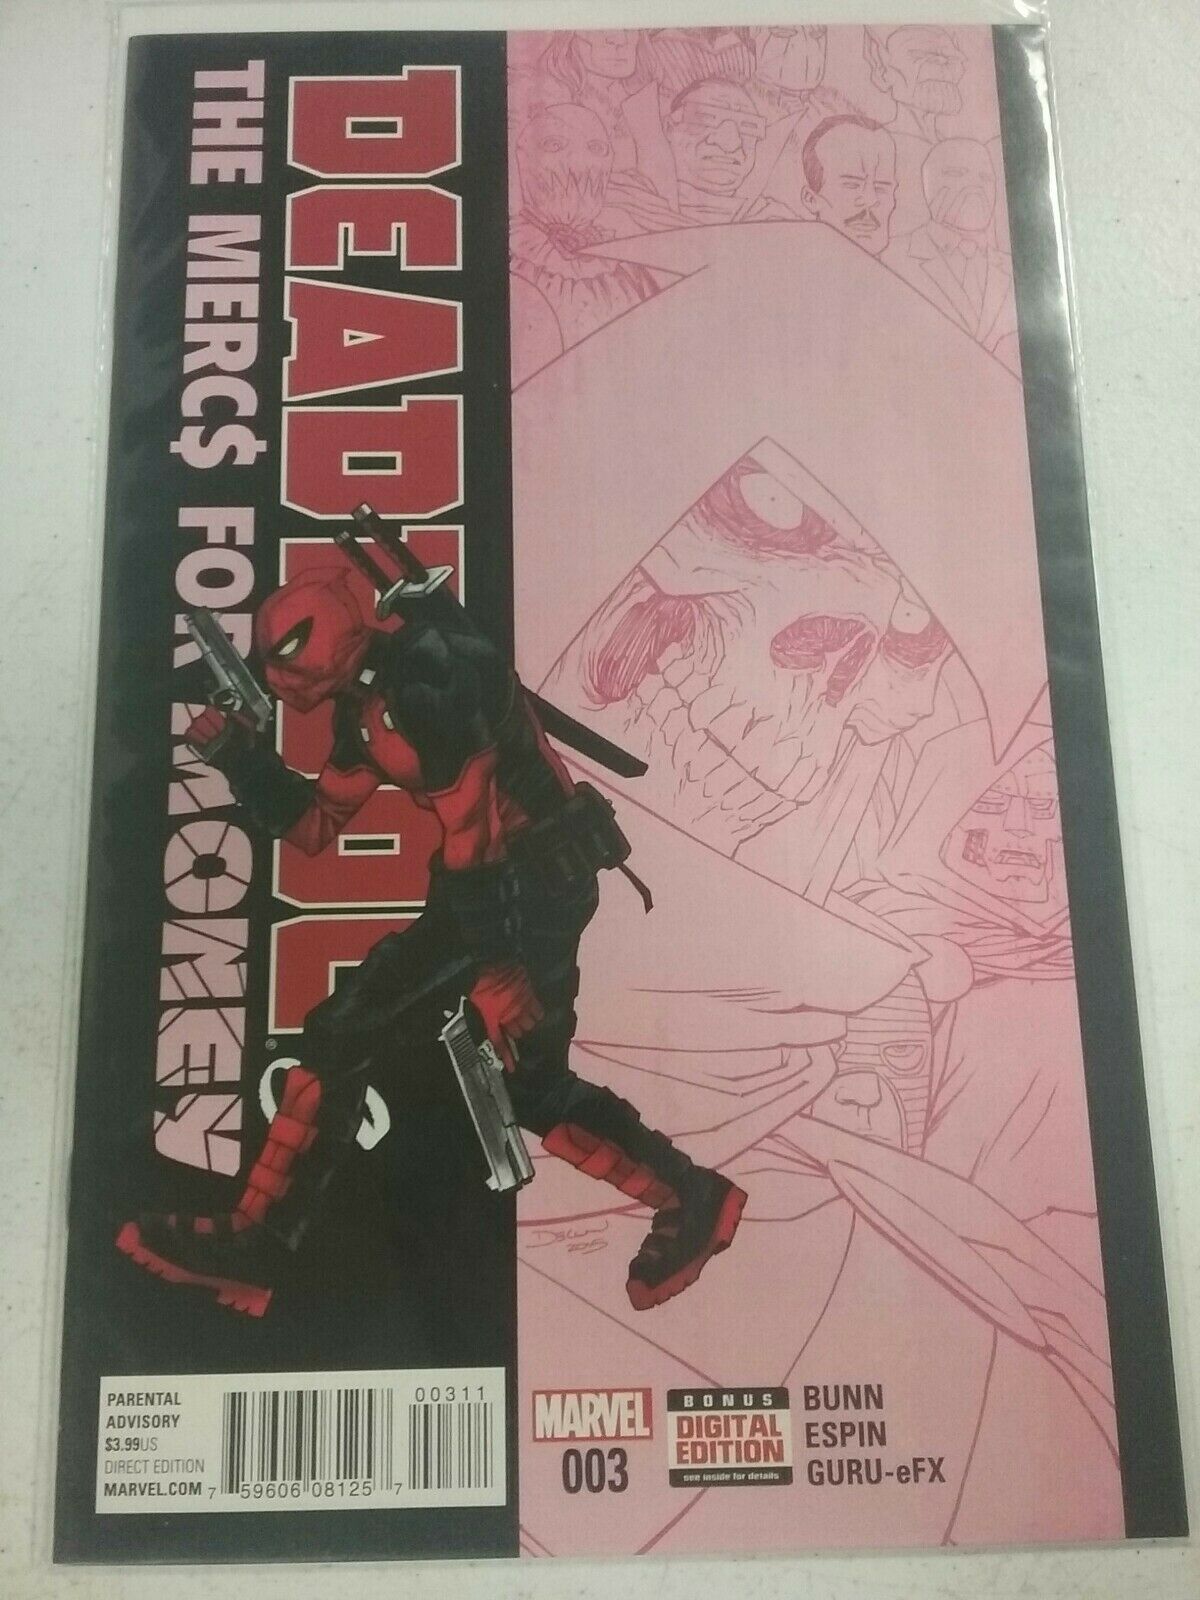 DEADPOOL
®
THE MERC$ FOR MONEY
PARENTAL
ADVISORY
$3.99US
DIRECT EDITION
MARVEL.COM
00311
7 59606 08125 7
MARVEL
003
BONUS
DIGITAL
EDITION
see inside for details
BUNN
ESPIN
GURU-eFX
2015